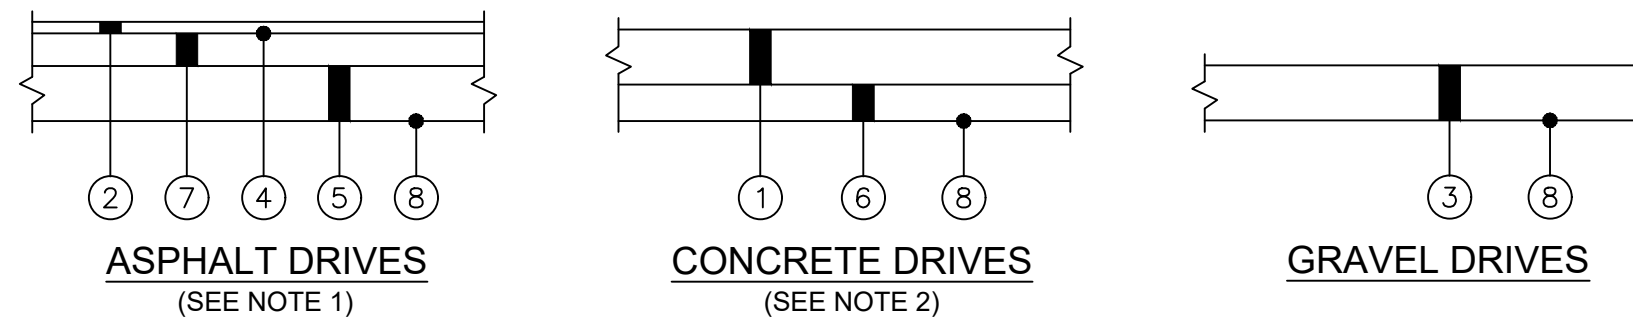 2 7 4 5 8
ASPHALT DRIVES
(SEE NOTE 1)
1 6 8
CONCRETE DRIVES
(SEE NOTE 2)
3 8
GRAVEL DRIVES